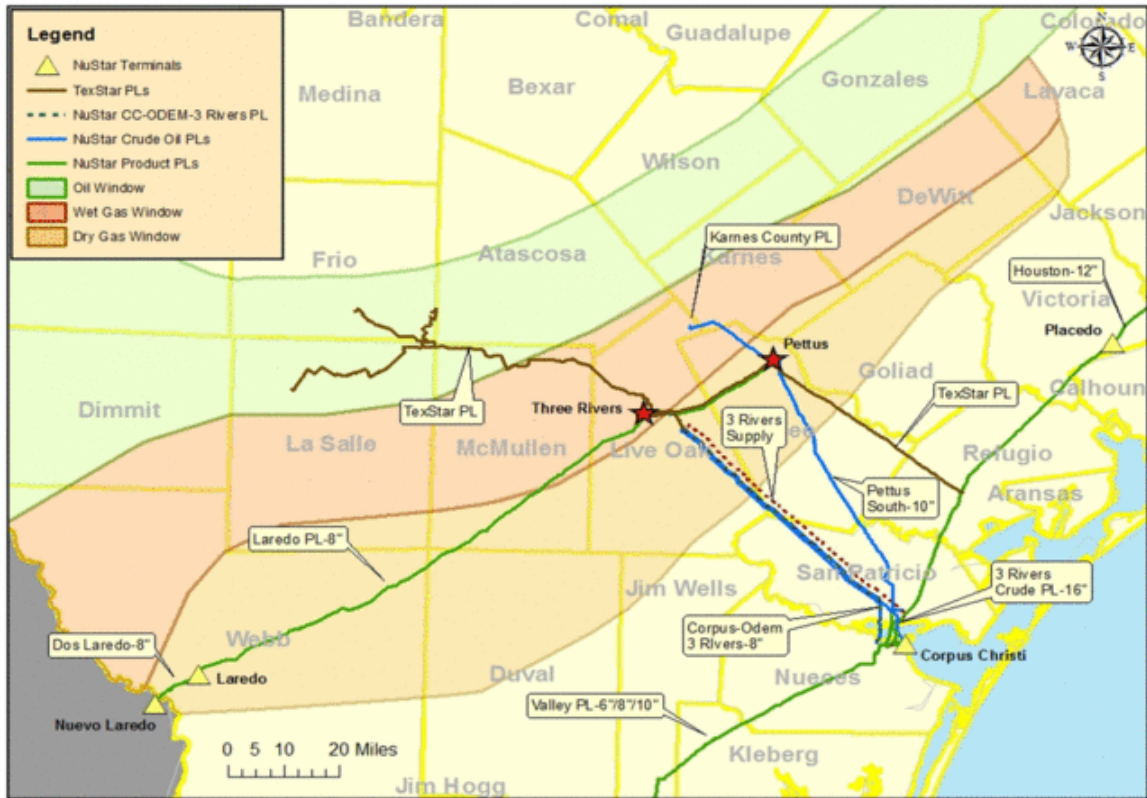 Legend
NuStar Terminals
TexStar PLs
NuStar CC-ODEM-3 Rivers PL
NuStar Crude Oil PLs
NuStar Product PLs
Oil Window
Wet Gas Window
Dry Gas Window
Bandera
Comal
Guadalupe
Colorado
N
W
E
S
Medina
Bexar
Gonzales
Lavaca
Wilson
DeWitt
Jackson
Frio
Atascosa
Karnes County PL
Karnes
Houston-12"
Victoria
Placedo
Pettus
Goliad
Calhoun
Dimmit
TexStar PL
Three Rivers
TexStar PL
La Salle
McMullen
Live Oak
3 Rivers
Supply
Refugio
Aransas
Pettus
South-10"
Laredo PL-8"
San Patricio
3 Rivers
Crude PL-16"
Jim Wells
Corpus-Odem
3 RIvers-8"
Corpus Christi
Webb
Dos Laredo-8"
Laredo
Duval
Nueces
Nuevo Laredo
Valley PL-6"/8"/10"
0 5 10 20 Miles
Kleberg
Jim Hogg